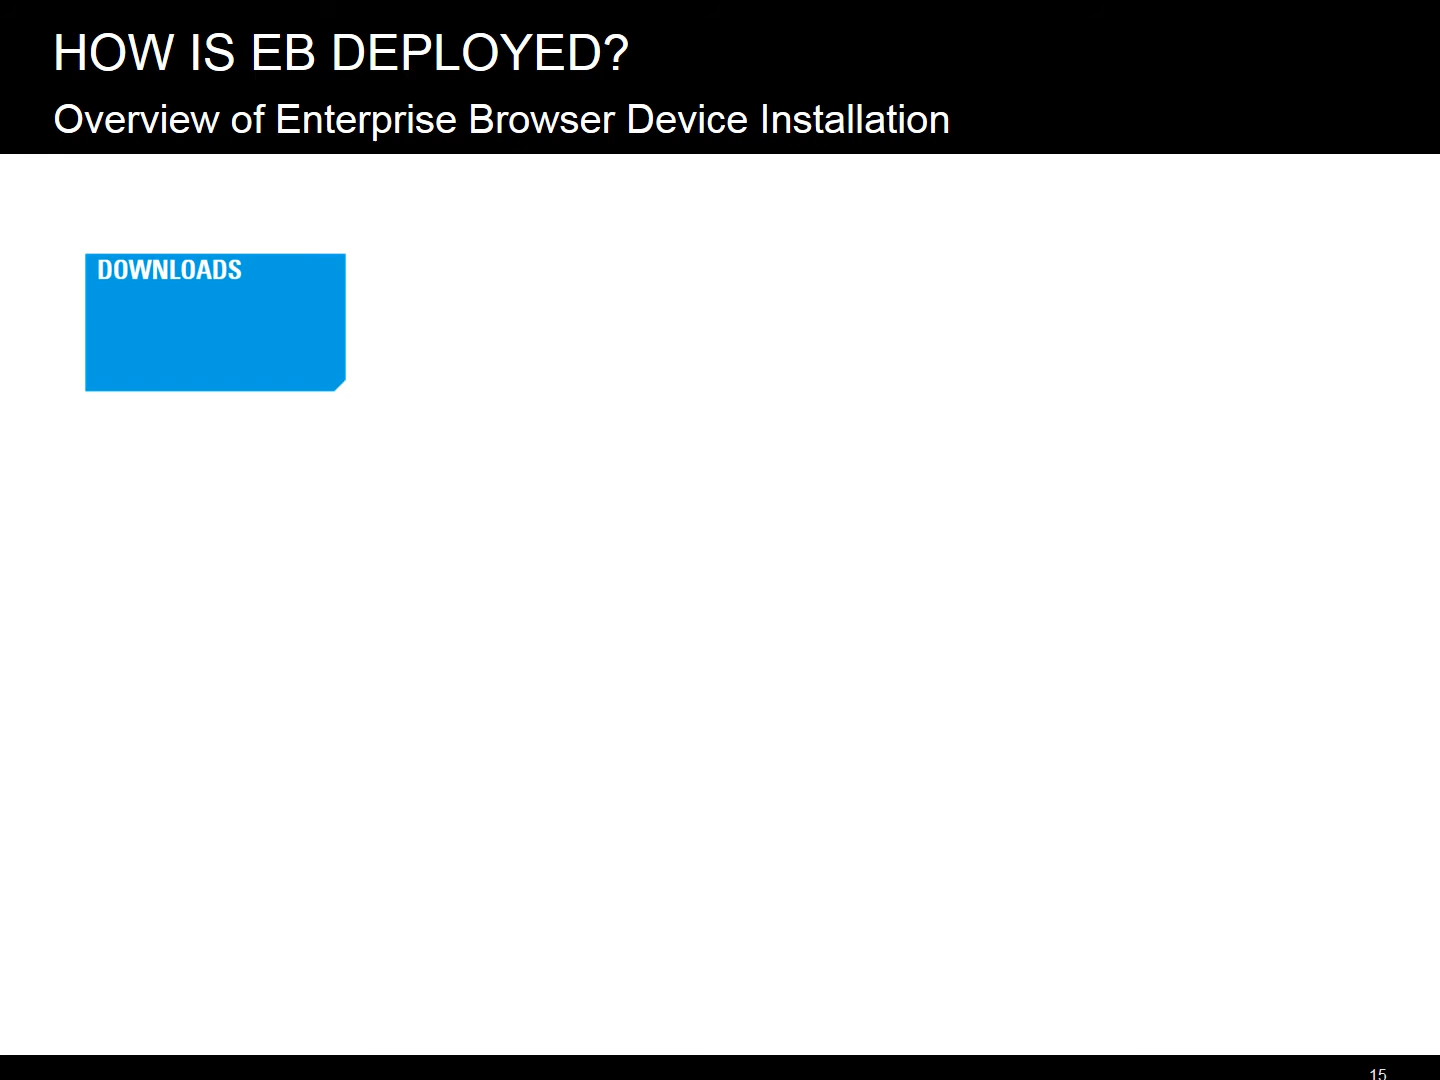 HOW IS EB DEPLOYED?
Overview of Enterprise Browser Device Installation
DOWNLOADS
15